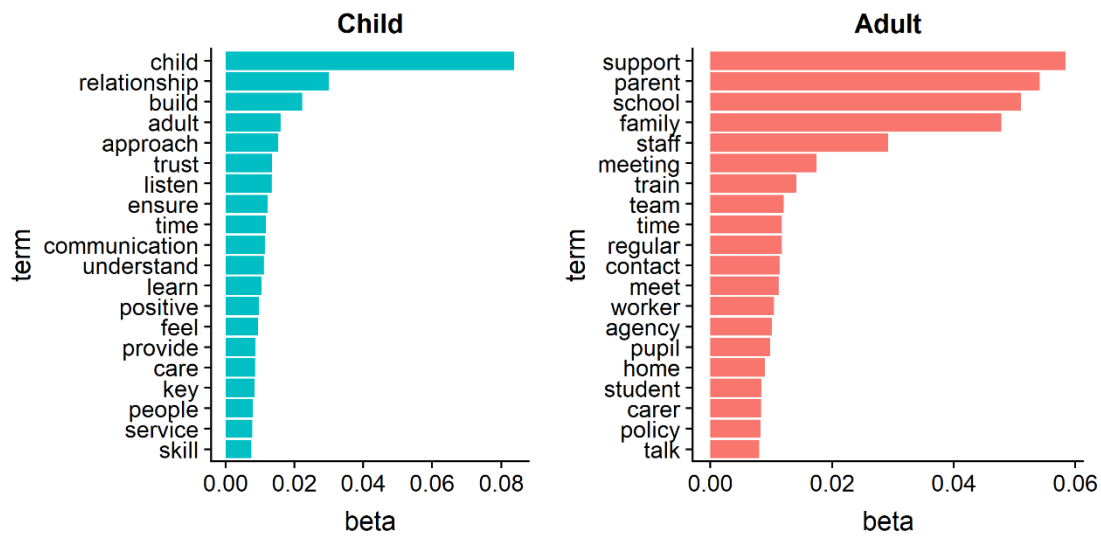 Child
term
child
relationship
build
adult
approach
trust
listen
ensure
time
communication
understand
learn
positive
feel
provide
care
key
people
service
skill
0.00 0.02 0.04 0.06 0.08
beta
Adult
term
support
parent
school
family
staff
meeting
train
team
time
regular
contact
meet
worker
agency
pupil
home
student
carer
policy
talk
0.00 0.02 0.04 0.06
beta